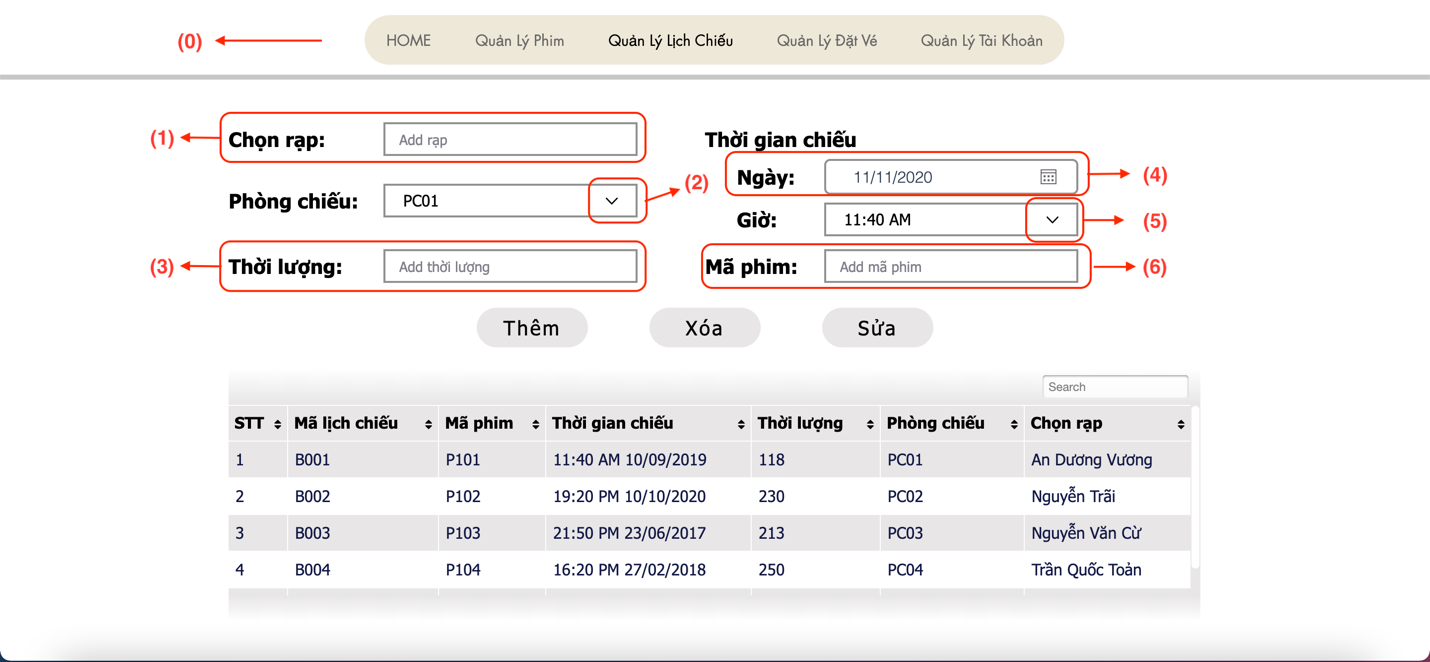 (0) HOME Quản Lý Phim Quản Lý Lịch Chiếu Quản Lý Đặt Vé Quản Lý Tài Khoản
(1) Chọn rạp: Add rạp
Thời gian chiếu
Ngày: 11/11/2020 (4)
Phòng chiếu: PC01 (2)
Giờ: 11:40 AM (5)
(3) Thời lượng: Add thời lượng
Mã phim: Add mã phim (6)
Thêm Xóa Sửa
Search
STT Mã lịch chiếu Mã phim Thời gian chiếu Thời lượng Phòng chiếu Chọn rạp
1 B001 P101 11:40 AM 10/09/2019 118 PC01 An Dương Vương
2 B002 P102 19:20 PM 10/10/2020 230 PC02 Nguyễn Trãi
3 B003 P103 21:50 PM 23/06/2017 213 PC03 Nguyễn Văn Cừ
4 B004 P104 16:20 PM 27/02/2018 250 PC04 Trần Quốc Toản